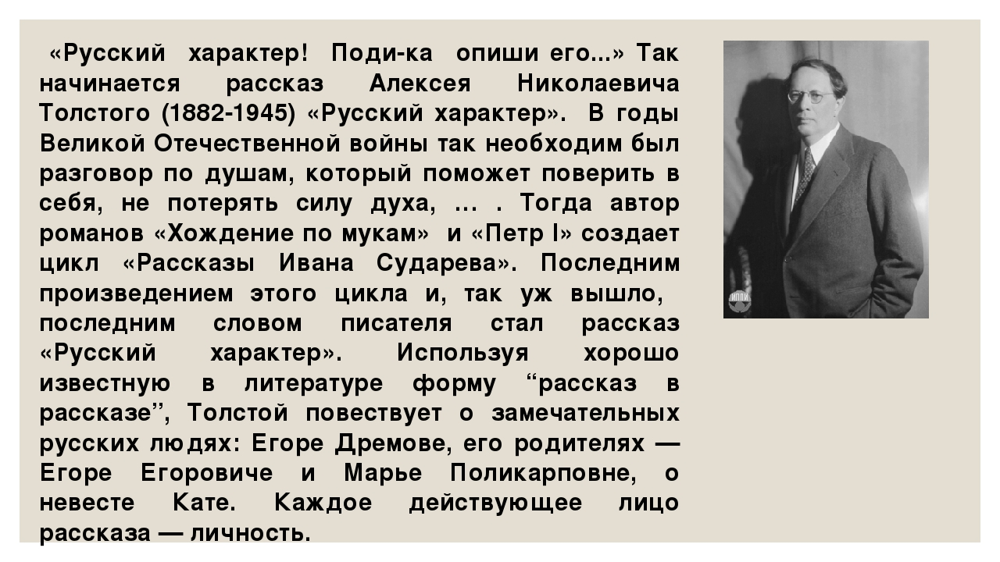 «Русский характер! Поди-ка опиши его...» Так
начинается рассказ Алексея Николаевича
Толстого (1882-1945) «Русский характер». В годы
Великой Отечественной войны так необходим был
разговор по душам, который поможет поверить в
себя, не потерять силу духа, … . Тогда автор
романов «Хождение по мукам» и «Петр I» создает
цикл «Рассказы Ивана Сударева». Последним
произведением этого цикла и, так уж вышло,
последним словом писателя стал рассказ
«Русский характер». Используя хорошо
известную в литературе форму “рассказ в
рассказе”, Толстой повествует о замечательных
русских людях: Егоре Дремове, его родителях —
Егоре Егоровиче и Марье Поликарповне, о
невесте Кате. Каждое действующее лицо
рассказа — личность.
ИППИ